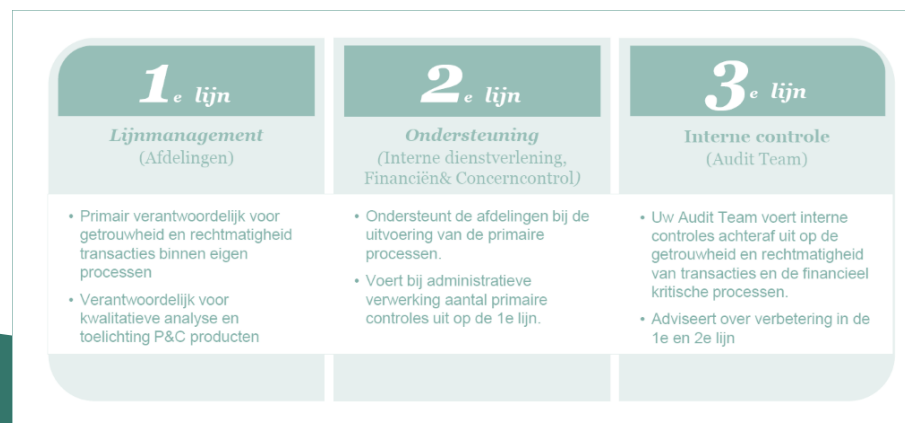 1e lijn
Lijnmanagement
(Afdelingen)
• Primair verantwoordelijk voor
getrouwheid en rechtmatigheid
transacties binnen eigen
processen
• Verantwoordelijk voor
kwalitatieve analyse en
toelichting P&C producten
2e lijn
Ondersteuning
(Interne dienstverlening,
Financiën& Concerncontrol)
• Ondersteunt de afdelingen bij de
uitvoering van de primaire
processen.
• Voert bij administratieve
verwerking aantal primaire
controles uit op de 1e lijn.
3e lijn
Interne controle
(Audit Team)
• Uw Audit Team voert interne
controles achteraf uit op de
getrouwheid en rechtmatigheid
van transacties en de financieel
kritische processen.
• Adviseert over verbetering in de
1e en 2e lijn